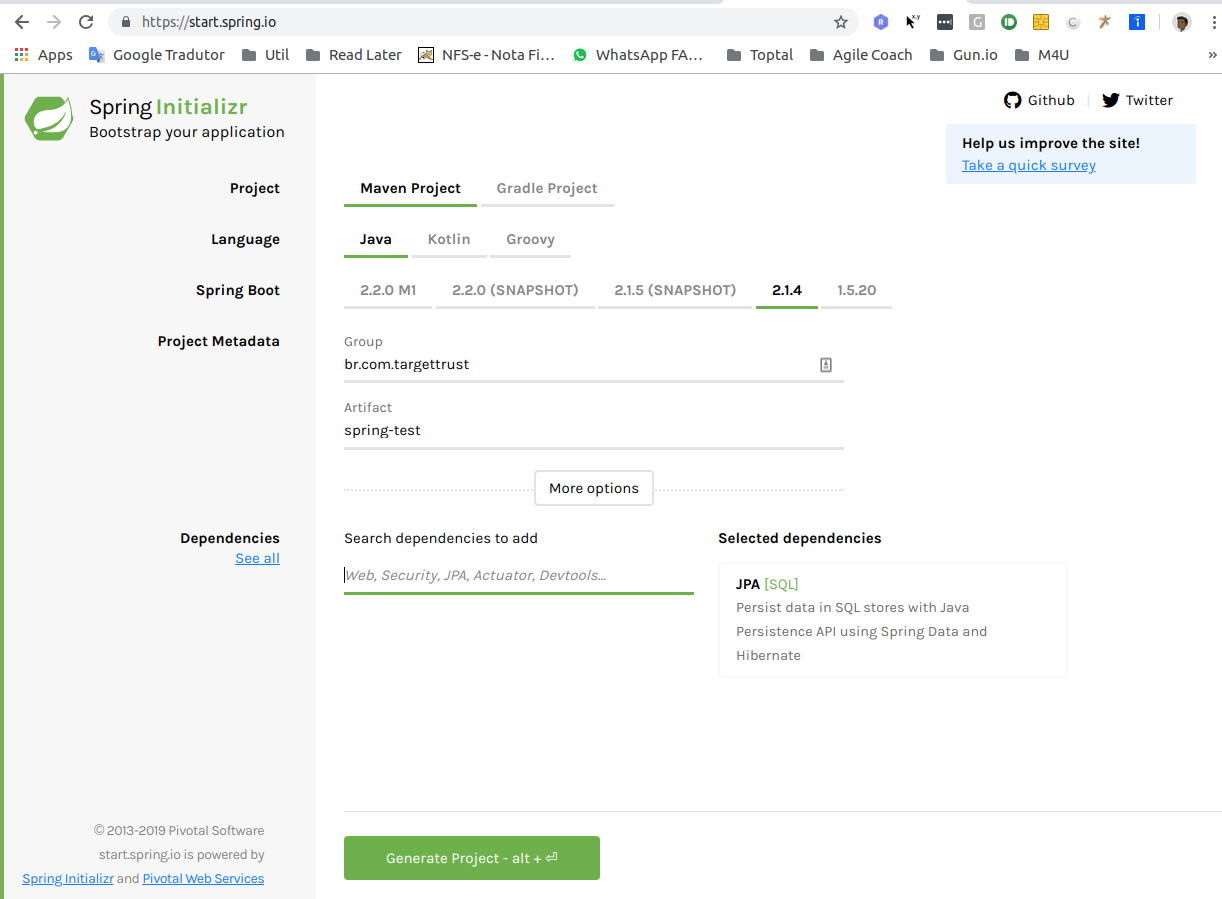 https://start.spring.io
Apps Google Tradutor Util Read Later NFS-e - Nota Fi... WhatsApp FA... Toptal Agile Coach Gun.io M4U »
Spring Initializr
Bootstrap your application
Github Twitter
Help us improve the site!
Take a quick survey
Project
Maven Project Gradle Project
Language
Java Kotlin Groovy
Spring Boot
2.2.0 M1 2.2.0 (SNAPSHOT) 2.1.5 (SNAPSHOT) 2.1.4 1.5.20
Project Metadata
Group
br.com.targettrust
Artifact
spring-test
More options
Dependencies
See all
Search dependencies to add
Web, Security, JPA, Actuator, Devtools...
Selected dependencies
JPA [SQL]
Persist data in SQL stores with Java
Persistence API using Spring Data and
Hibernate
© 2013-2019 Pivotal Software
start.spring.io is powered by
Spring Initializr and Pivotal Web Services
Generate Project - alt + ⏎